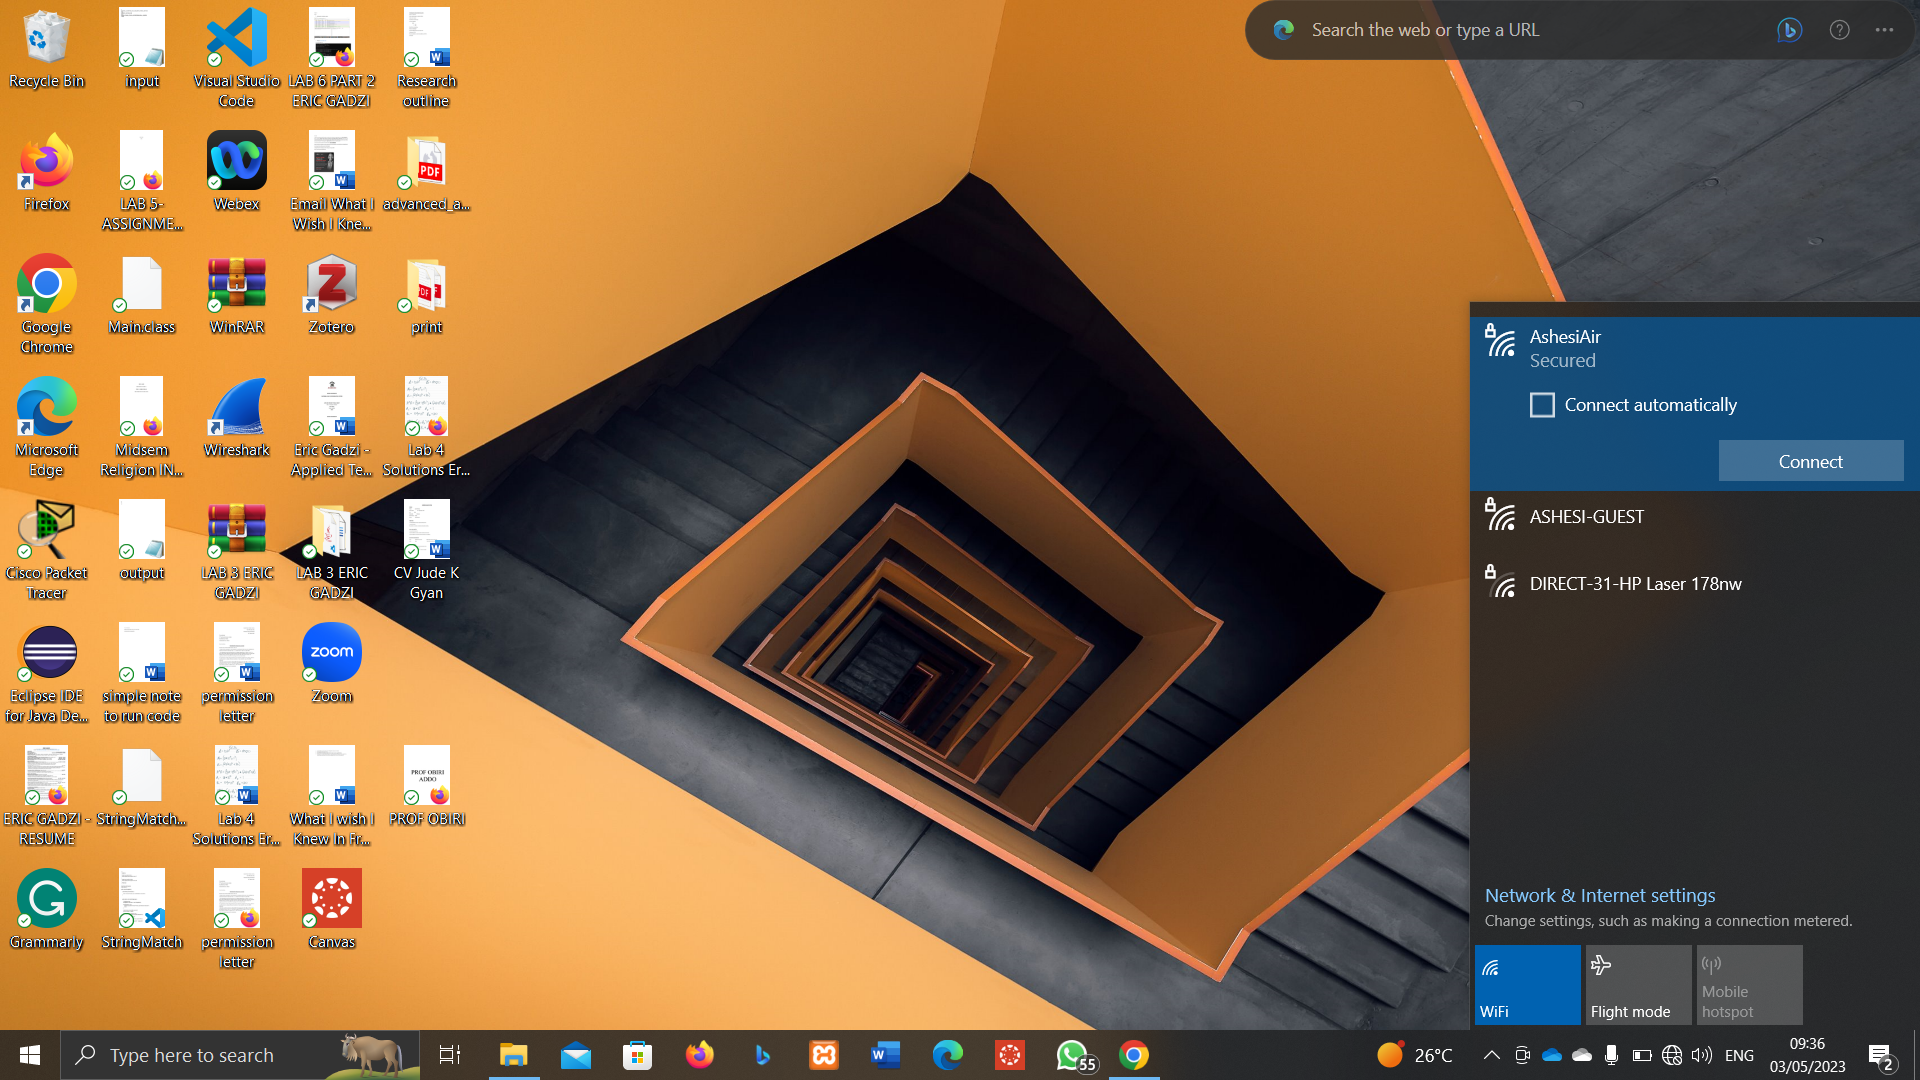 Search the web or type a URL
Recycle Bin
input
Visual Studio
Code
LAB 6 PART 2
ERIC GADZI
Research
outline
Firefox
LAB 5-
ASSIGNME...
Webex
Email What I
Wish I Kne...
PDF
advanced_a...
Google
Chrome
Main.class
WinRAR
Zotero
PDF
print
Microsoft
Edge
Midsem
Religion IN...
Wireshark
Eric Gadzi -
Applied Te...
Lab 4
Solutions Er...
Cisco Packet
Tracer
output
LAB 3 ERIC
GADZI
LAB 3 ERIC
GADZI
CV Jude K
Gyan
Eclipse IDE
for Java De...
simple note
to run code
permission
letter
zoom
Zoom
ERIC GADZI -
RESUME
StringMatch...
Lab 4
Solutions Er...
What I wish I
Knew In Fr...
PROF OBIRI
ADDO
PROF OBIRI
Grammarly
StringMatch
permission
letter
Canvas
AshesiAir
Secured
Connect automatically
Connect
ASHESI-GUEST
DIRECT-31-HP Laser 178nw
Network & Internet settings
Change settings, such as making a connection metered.
WiFi
Flight mode
Mobile
hotspot
Type here to search
55
26°C
ENG
09:36
03/05/2023
2